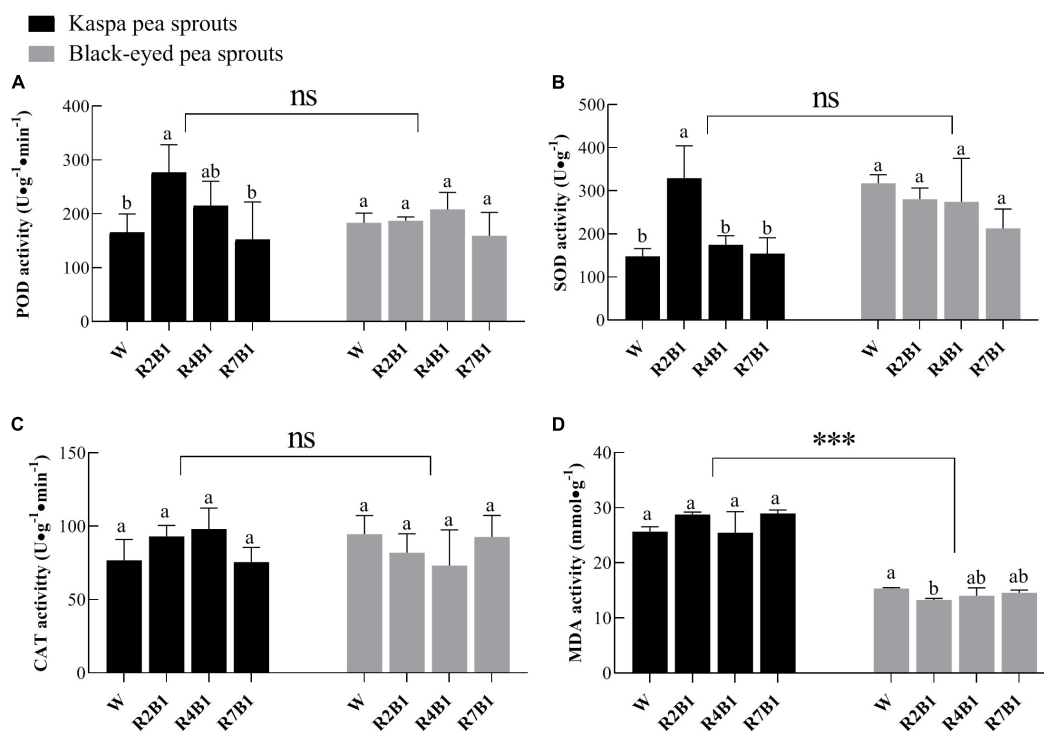 Kaspa pea sprouts
Black-eyed pea sprouts
A
POD activity (U•g-1•min-1)
400
300
200
100
0
ns
b
a
ab
b
a
a
a
a
W
R2B1
R4B1
R7B1
W
R2B1
R4B1
R7B1
B
SOD activity (U•g-1)
500
400
300
200
100
0
ns
b
a
b
b
a
a
a
a
W
R2B1
R4B1
R7B1
W
R2B1
R4B1
R7B1
C
CAT activitty (U•g-1•min-1)
150
100
50
0
ns
a
a
a
a
a
a
a
a
W
R2B1
R4B1
R7B1
W
R2B1
R4B1
R7B1
D
MDA activity (mmol•g-1)
40
30
20
10
0
***
a
a
a
a
a
b
ab
ab
W
R2B1
R4B1
R7B1
W
R2B1
R4B1
R7B1